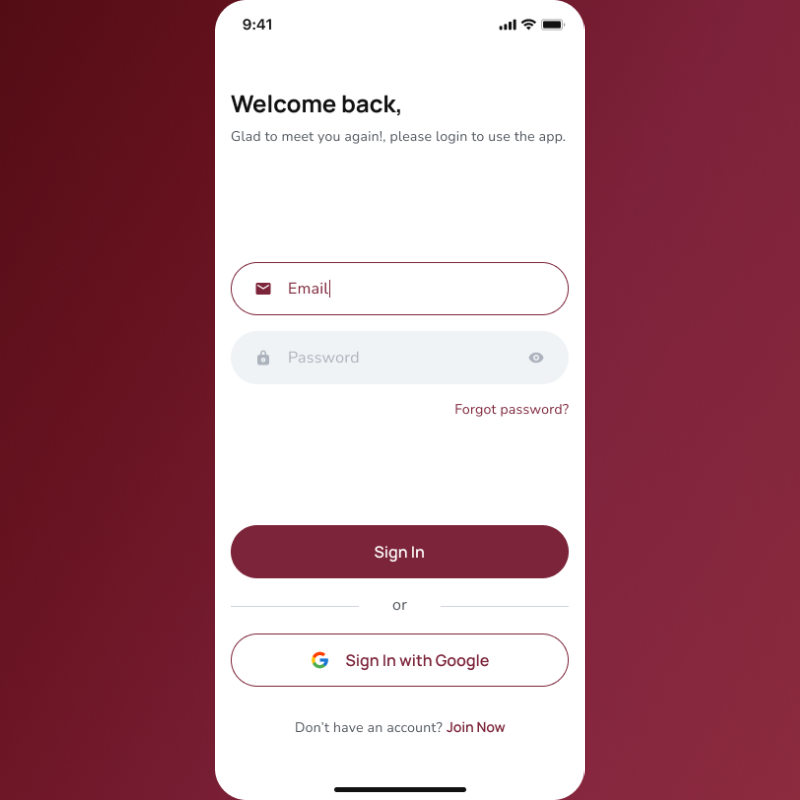 9:41
Welcome back,
Glad to meet you again!, please login to use the app.
Email
Password
Forgot password?
Sign In
or
Sign In with Google
Don't have an account? Join Now